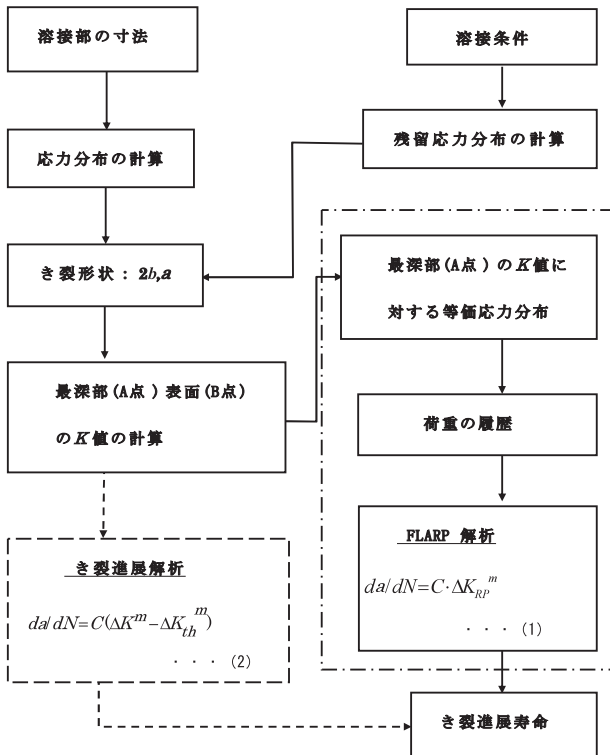 溶接部の寸法
溶接条件
応力分布の計算
残留応力分布の計算
き裂形状：2b,a
最深部(A点)のK値に
対する等価応力分布
最深部(A点)表面(B点)
のK値の計算
荷重の履歴
き裂進展解析
da/dN=C(ΔK^m−ΔK_th^m)
・・・(2)
FLARP 解析
da/dN=C·ΔK_RP^m
・・・(1)
き裂進展寿命